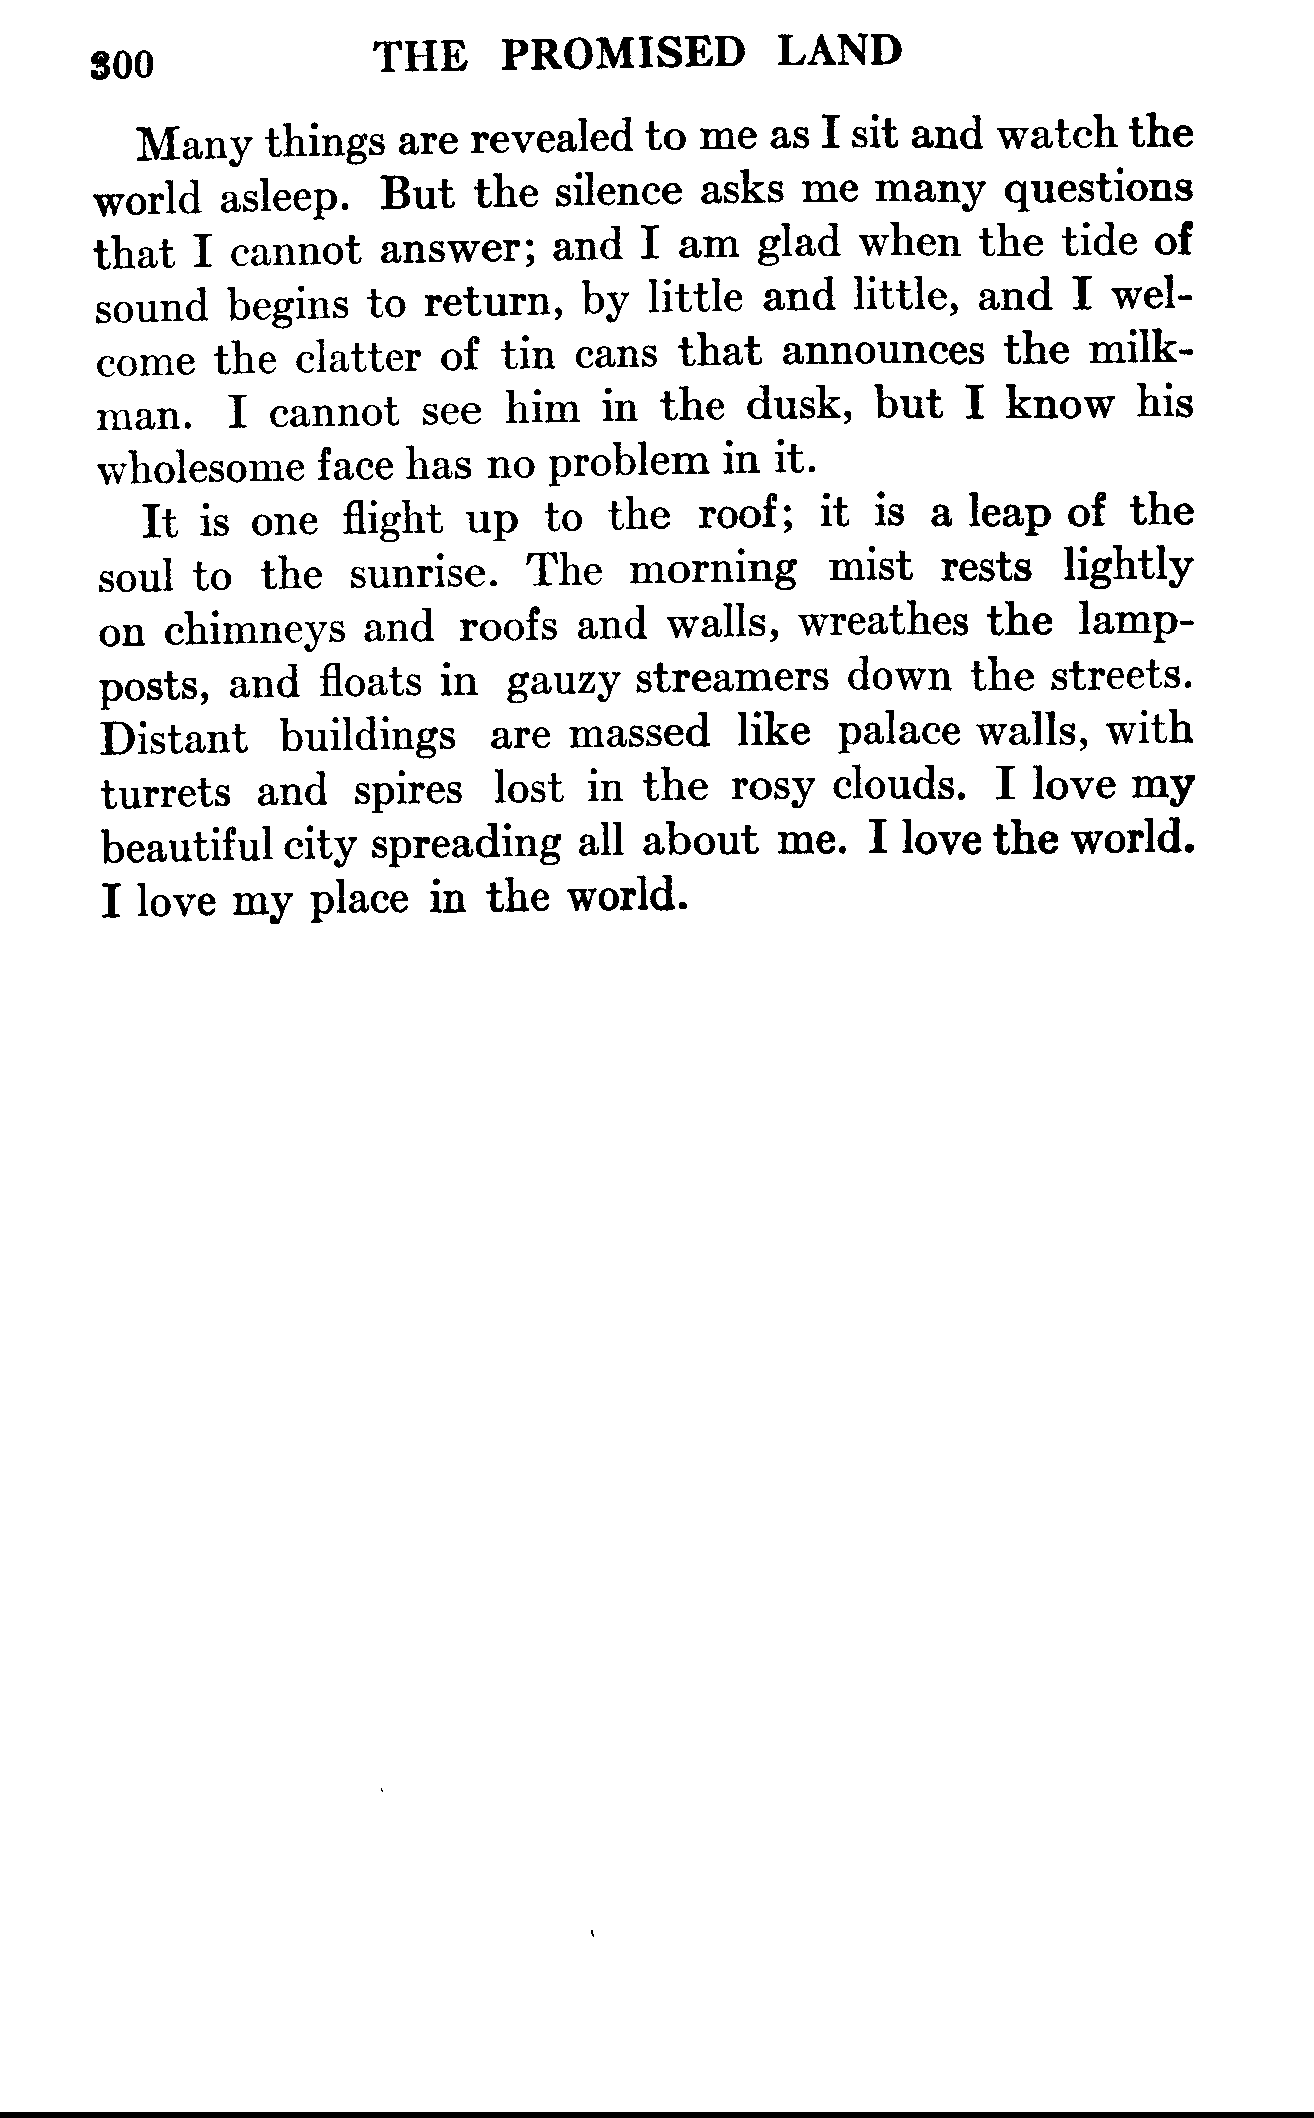 300 THE PROMISED LAND
Many things are revealed to me as I sit and watch the
world asleep. But the silence asks me many questions
that I cannot answer; and I am glad when the tide of
sound begins to return, by little and little, and I wel-
come the clatter of tin cans that announces the milk-
man. I cannot see him in the dusk, but I know his
wholesome face has no problem in it.
It is one flight up to the roof; it is a leap of the
soul to the sunrise. The morning mist rests lightly
on chimneys and roofs and walls, wreathes the lamp-
posts, and floats in gauzy streamers down the streets.
Distant buildings are massed like palace walls, with
turrets and spires lost in the rosy clouds. I love my
beautiful city spreading all about me. I love the world.
I love my place in the world.